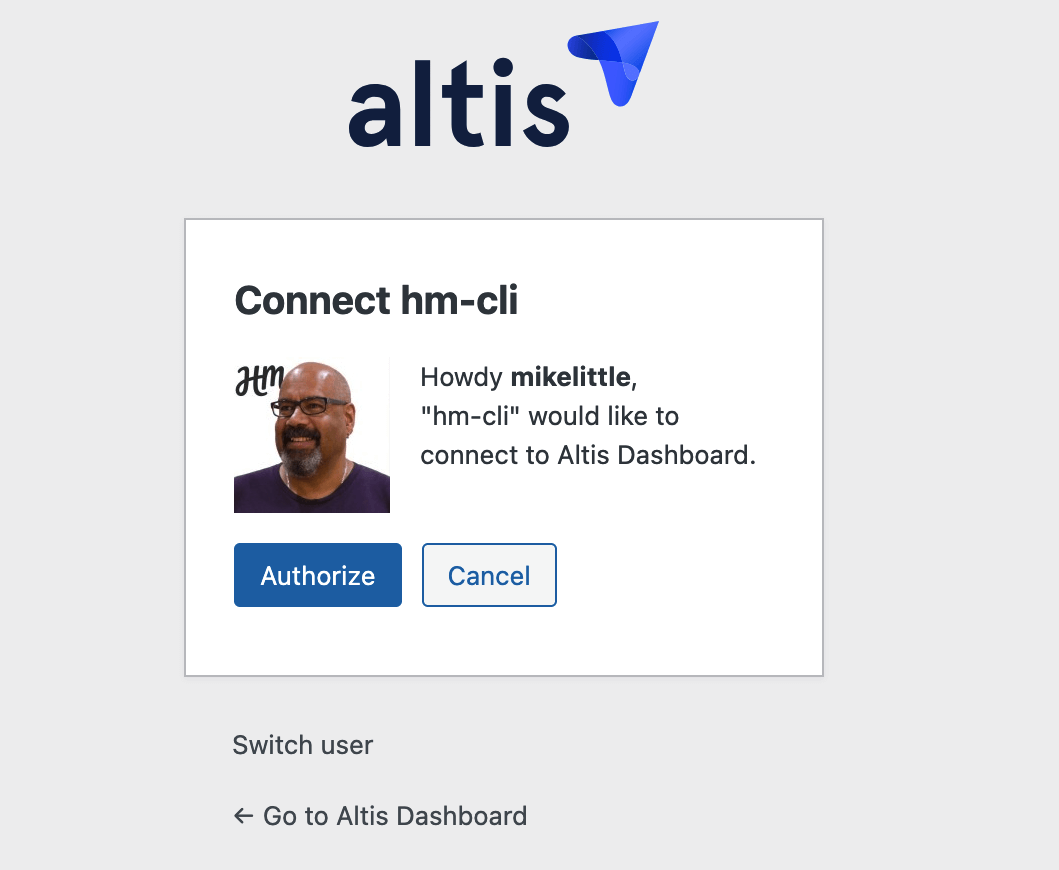 altis
Connect hm-cli
HM
Howdy mikelittle,
"hm-cli" would like to
connect to Altis Dashboard.
Authorize
Cancel
Switch user
← Go to Altis Dashboard